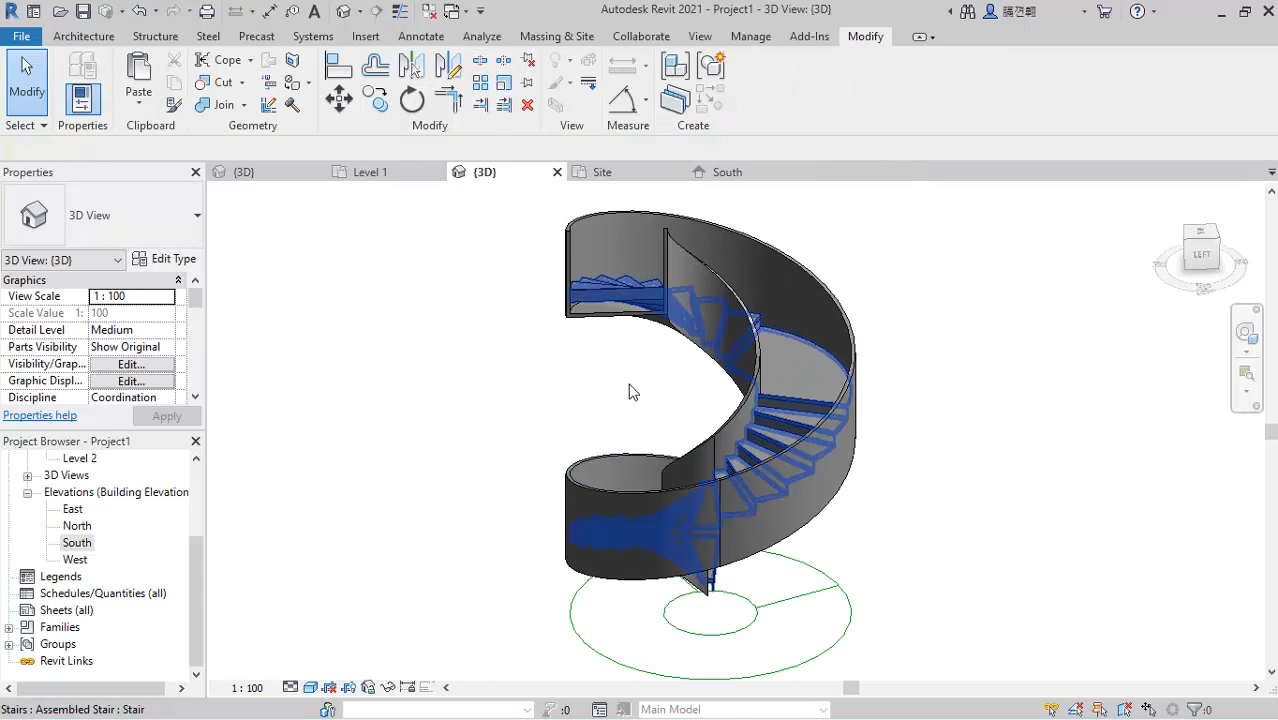 Autodesk Revit 2021 - Project1 - 3D View: {3D}
File Architecture Structure Steel Precast Systems Insert Annotate Analyze Massing & Site Collaborate View Manage Add-Ins Modify
Modify Paste Cope Cut Join
Select Properties Clipboard Geometry Modify View Measure Create
Properties
{3D} Level 1 {3D} Site South
3D View
3D View: {3D} Edit Type
Graphics
View Scale 1 : 100
Scale Value 1: 100
Detail Level Medium
Parts Visibility Show Original
Visibility/Grap... Edit...
Graphic Displ... Edit...
Discipline Coordination
Properties help Apply
Project Browser - Project1
Level 2
3D Views
Elevations (Building Elevation
East
North
South
West
Legends
Schedules/Quantities (all)
Sheets (all)
Families
Groups
Revit Links
LEFT
1 : 100
Stairs : Assembled Stair : Stair :0 Main Model :0